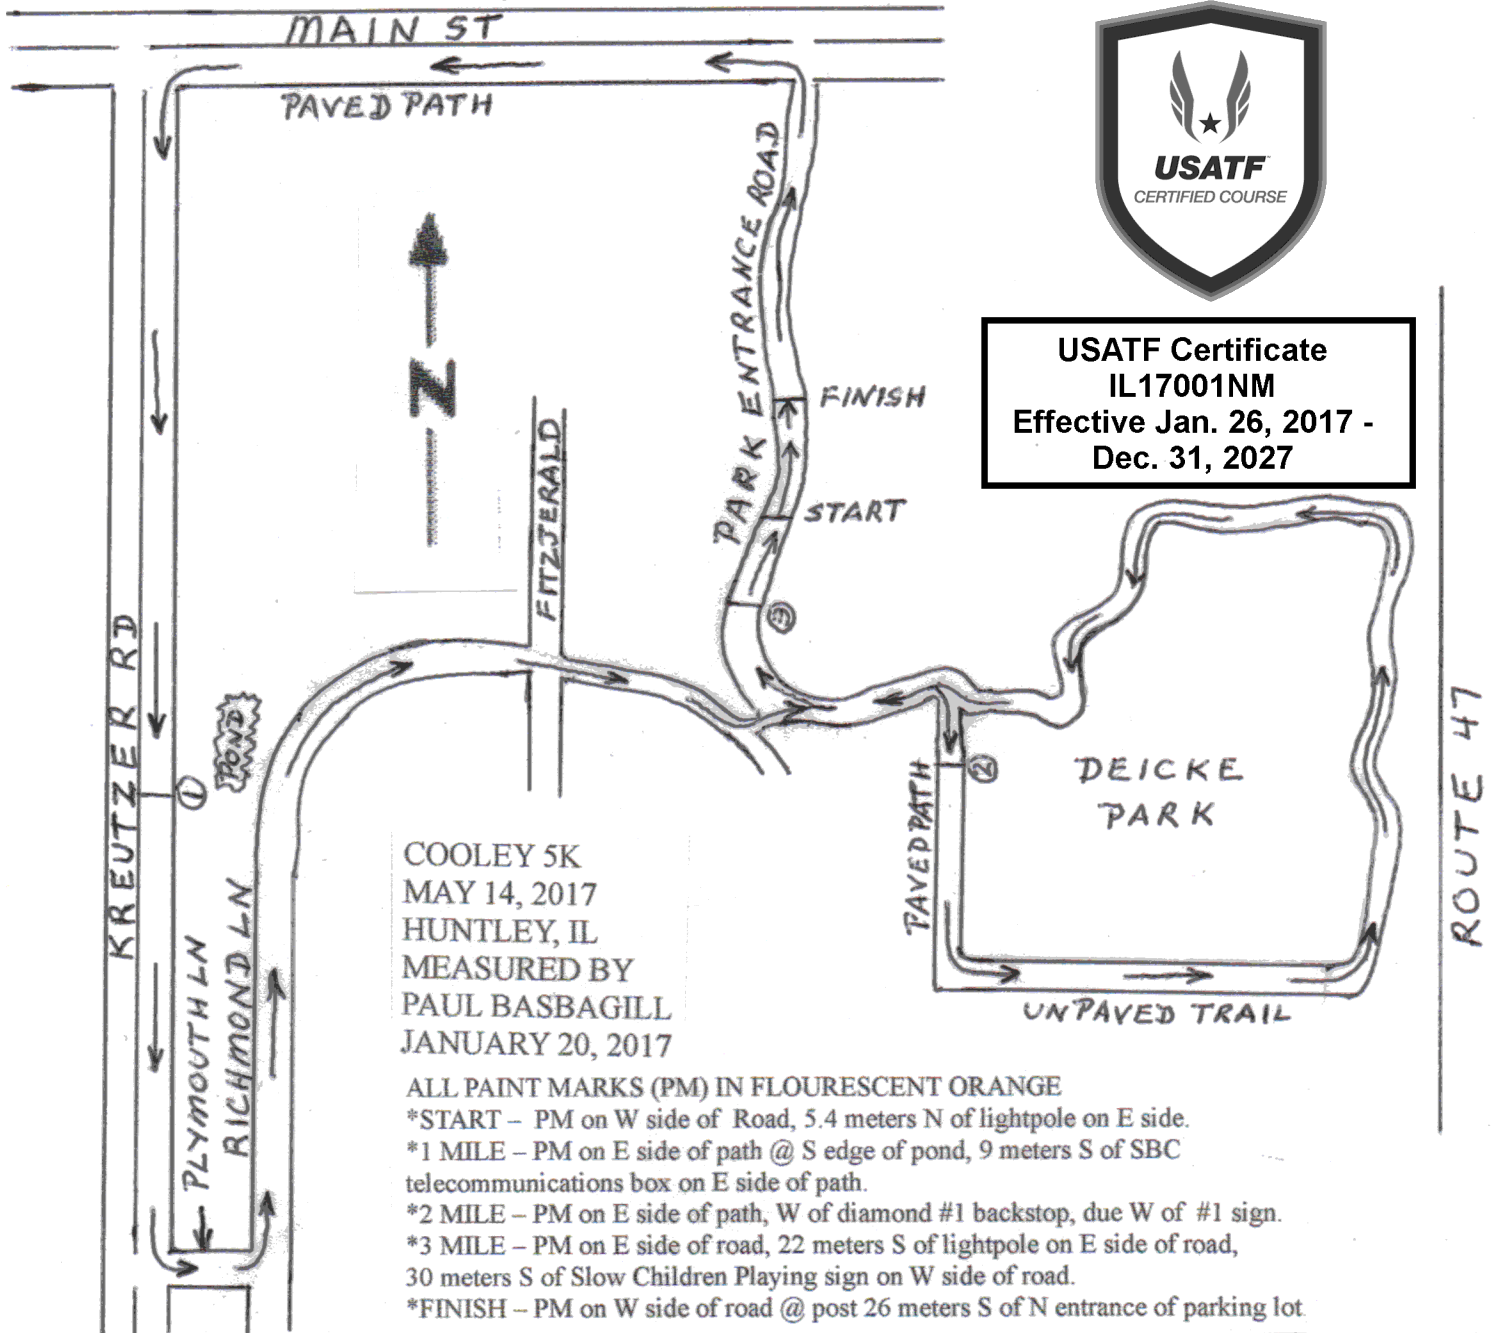 MAIN ST
PAVED PATH
PARK ENTRANCE ROAD
USATF
CERTIFIED COURSE
USATF Certificate
IL17001NM
Effective Jan. 26, 2017 -
Dec. 31, 2027
N
FINISH
START
FITZJERALD
KREUTZER RD
POND
1
2
3
DEICKE
PARK
PAVED PATH
ROUTE 47
UNPAVED TRAIL
PLYMOUTH LN
RICHMOND LN
COOLEY 5K
MAY 14, 2017
HUNTLEY, IL
MEASURED BY
PAUL BASBAGILL
JANUARY 20, 2017
ALL PAINT MARKS (PM) IN FLOURESCENT ORANGE
*START – PM on W side of Road, 5.4 meters N of lightpole on E side.
*1 MILE – PM on E side of path @ S edge of pond, 9 meters S of SBC
telecommunications box on E side of path.
*2 MILE – PM on E side of path, W of diamond #1 backstop, due W of #1 sign.
*3 MILE – PM on E side of road, 22 meters S of lightpole on E side of road,
30 meters S of Slow Children Playing sign on W side of road.
*FINISH – PM on W side of road @ post 26 meters S of N entrance of parking lot